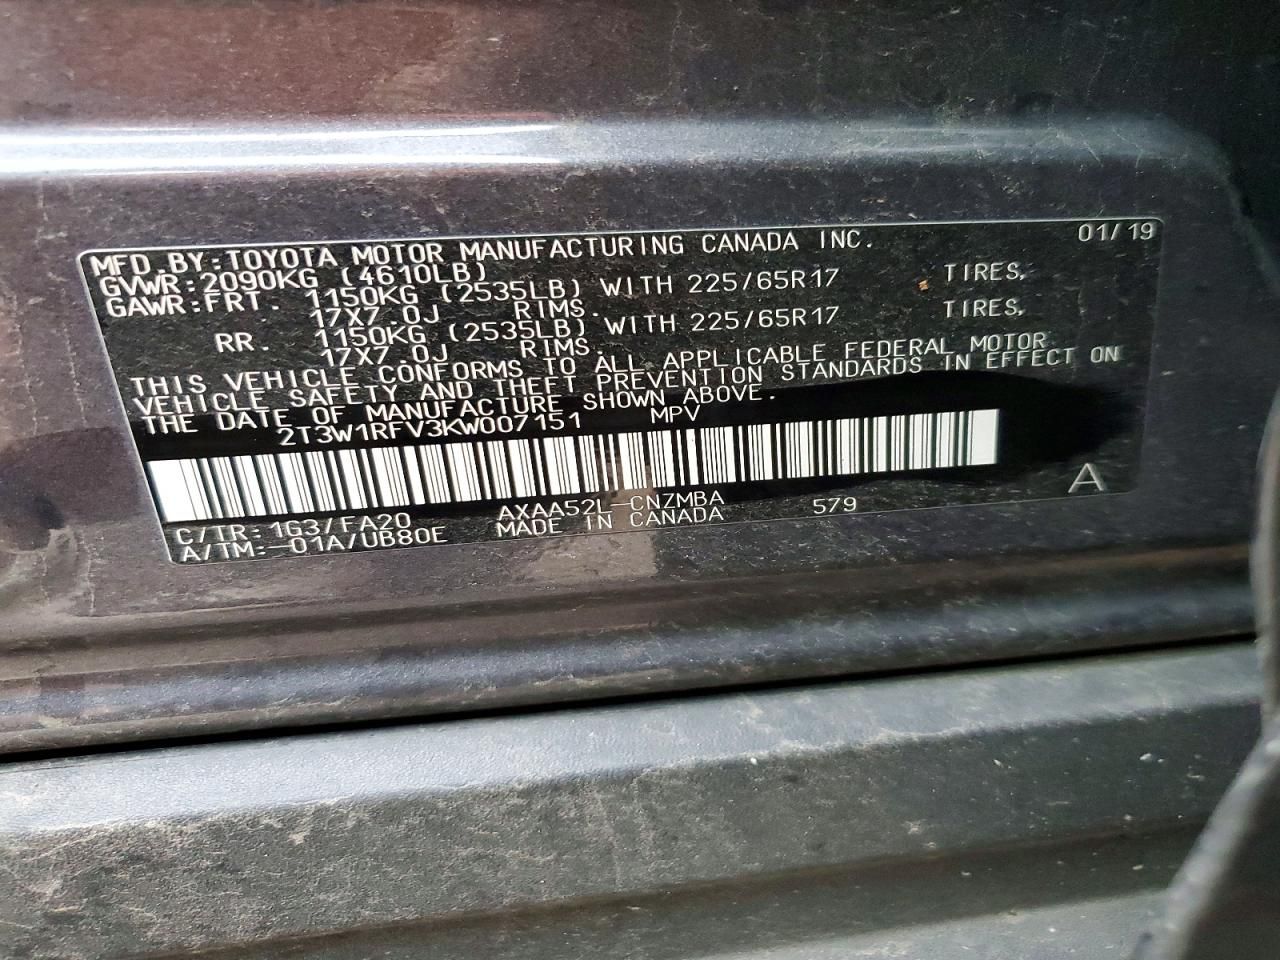 MFD.BY:TOYOTA MOTOR MANUFACTURING CANADA INC. 01/19
GVWR:2090KG (4610LB)
GAWR:FRT. 1150KG (2535LB) WITH 225/65R17 TIRES,
17X7.0J RIMS.
RR. 1150KG (2535LB) WITH 225/65R17 TIRES,
17X7.0J RIMS.
THIS VEHICLE CONFORMS TO ALL APPLICABLE FEDERAL MOTOR
VEHICLE SAFETY AND THEFT PREVENTION STANDARDS IN EFFECT ON
THE DATE OF MANUFACTURE SHOWN ABOVE.
2T3W1RFV3KW007151 MPV
C/TR: 1G3/FA20 AXAA52L-CNZMBA 579 A
A/TM:-01A/UB80E MADE IN CANADA